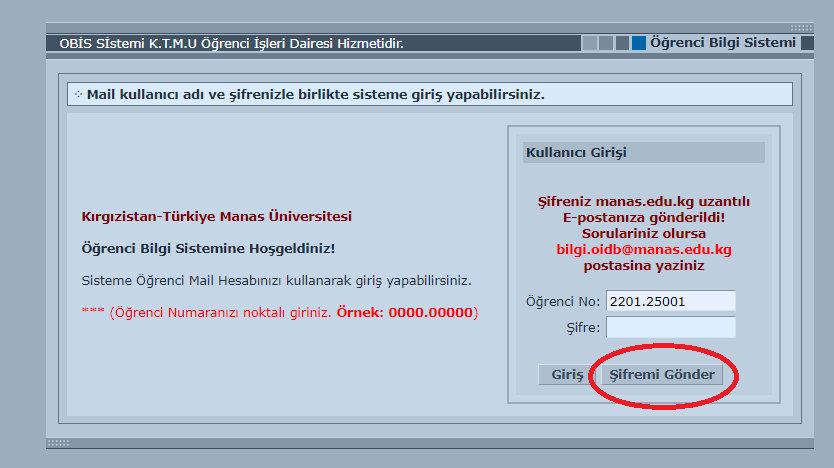 OBİS Sİstemi K.T.M.U Öğrenci İşleri Dairesi Hizmetidir.
Öğrenci Bilgi Sistemi
Mail kullanıcı adı ve şifrenizle birlikte sisteme giriş yapabilirsiniz.
Kırgızistan-Türkiye Manas Üniversitesi
Öğrenci Bilgi Sistemine Hoşgeldiniz!
Sisteme Öğrenci Mail Hesabınızı kullanarak giriş yapabilirsiniz.
*** (Öğrenci Numaranızı noktalı giriniz. Örnek: 0000.00000)
Kullanıcı Girişi
Şifreniz manas.edu.kg uzantılı
E-postanıza gönderildi!
Sorulariniz olursa
bilgi.oidb@manas.edu.kg
postasina yaziniz
Öğrenci No: 2201.25001
Şifre:
Giriş Şifremi Gönder